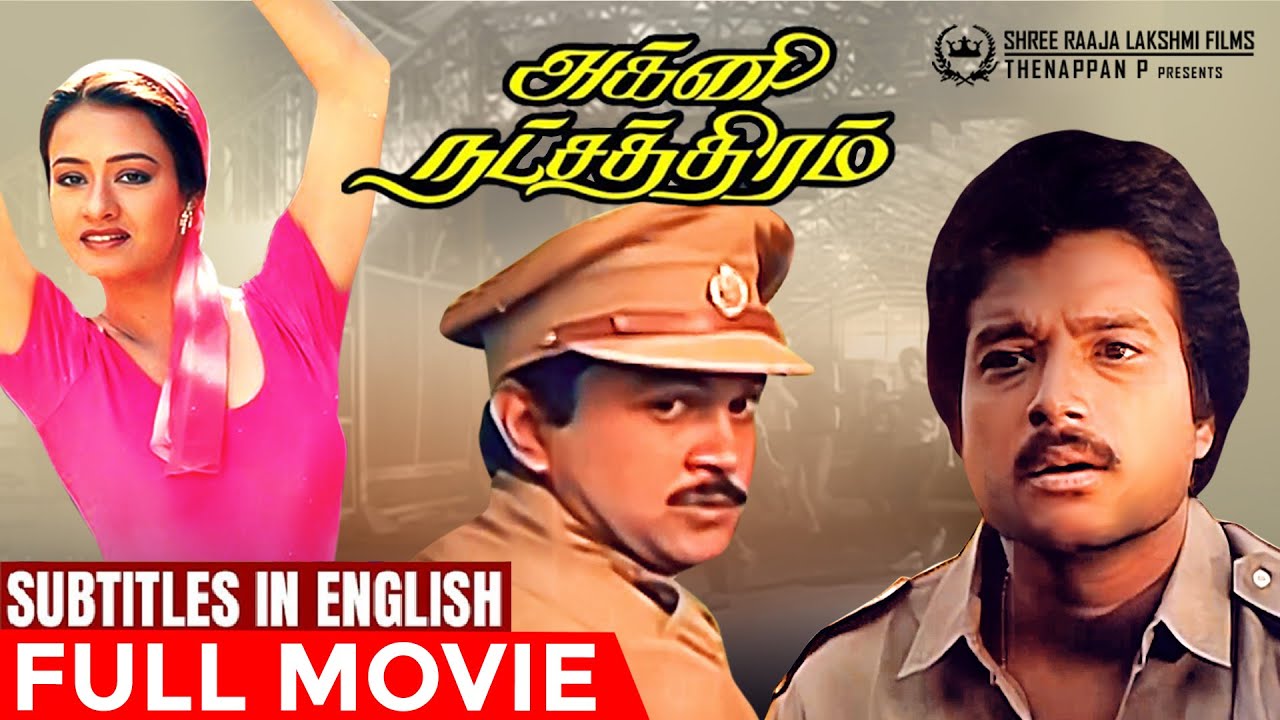 SHREE RAAJA LAKSHMI FILMS
THENAPPAN P PRESENTS
அக்னி
நட்சத்திரம்
SUBTITLES IN ENGLISH
FULL MOVIE